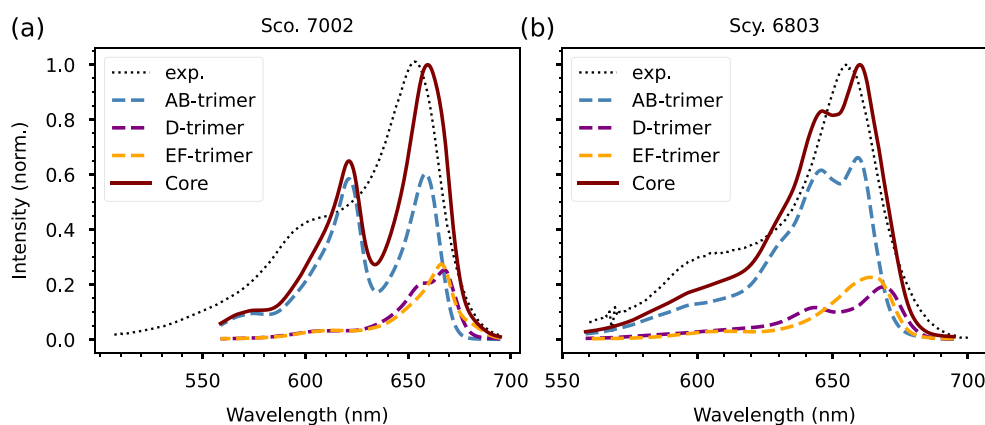 (a) Sco. 7002
(b) Scy. 6803
Intensity (norm.)
1.0
0.8
0.6
0.4
0.2
0.0
exp.
AB-trimer
D-trimer
EF-trimer
Core
550 600 650 700
Wavelength (nm)
exp.
AB-trimer
D-trimer
EF-trimer
Core
550 600 650 700
Wavelength (nm)